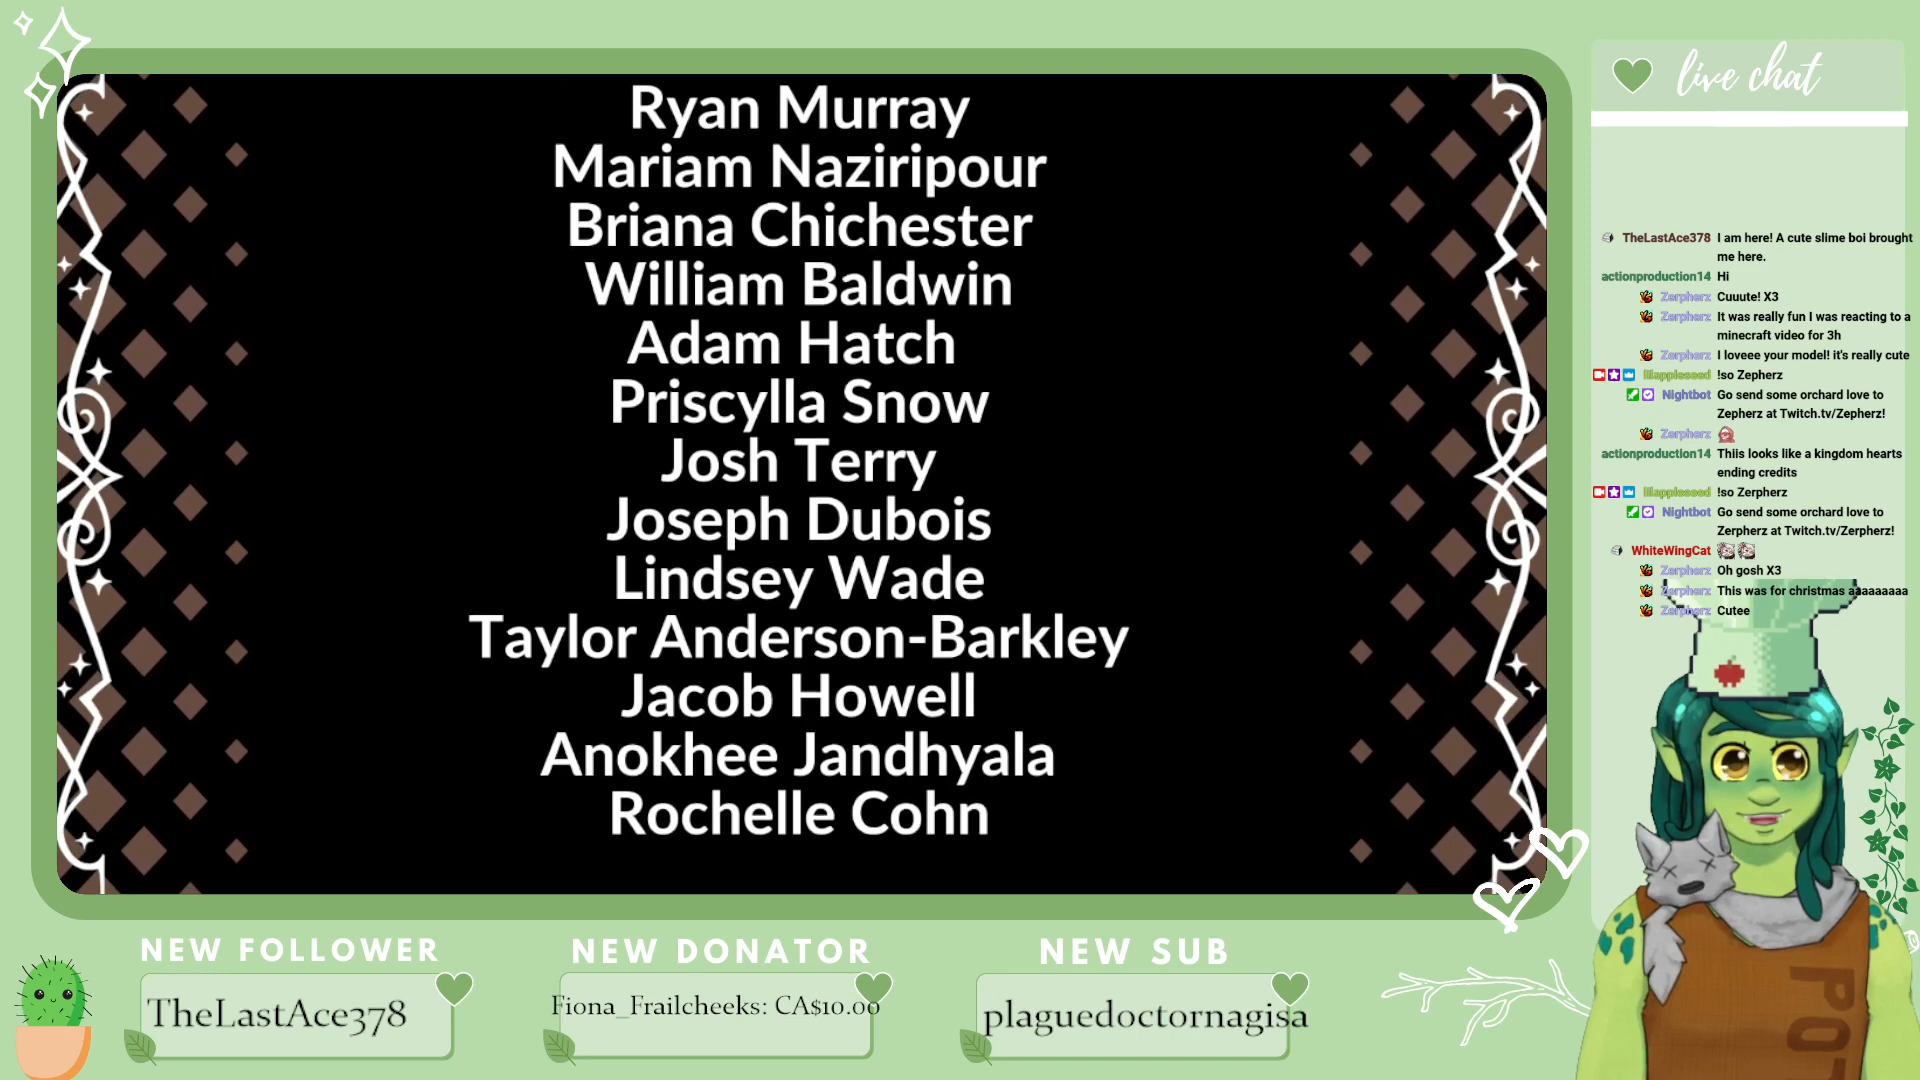 Ryan Murray
Mariam Naziripour
Briana Chichester
William Baldwin
Adam Hatch
Priscylla Snow
Josh Terry
Joseph Dubois
Lindsey Wade
Taylor Anderson-Barkley
Jacob Howell
Anokhee Jandhyala
Rochelle Cohn
live chat
TheLastAce378 I am here! A cute slime boi brought
me here.
actionproduction14 Hi
Zerpherz Cuuute! X3
Zerpherz It was really fun I was reacting to a
minecraft video for 3h
Zerpherz I loveee your model! it's really cute
lilappleseed !so Zepherz
Nightbot Go send some orchard love to
Zepherz at Twitch.tv/Zepherz!
Zerpherz
actionproduction14 Thiis looks like a kingdom hearts
ending credits
lilappleseed !so Zerpherz
Nightbot Go send some orchard love to
Zerpherz at Twitch.tv/Zerpherz!
WhiteWingCat
Zerpherz Oh gosh X3
Zerpherz This was for christmas aaaaaaaaa
Zerpherz Cutee
NEW FOLLOWER
TheLastAce378
NEW DONATOR
Fiona_Frailcheeks: CA$10.00
NEW SUB
plaguedoctornagisa
POT